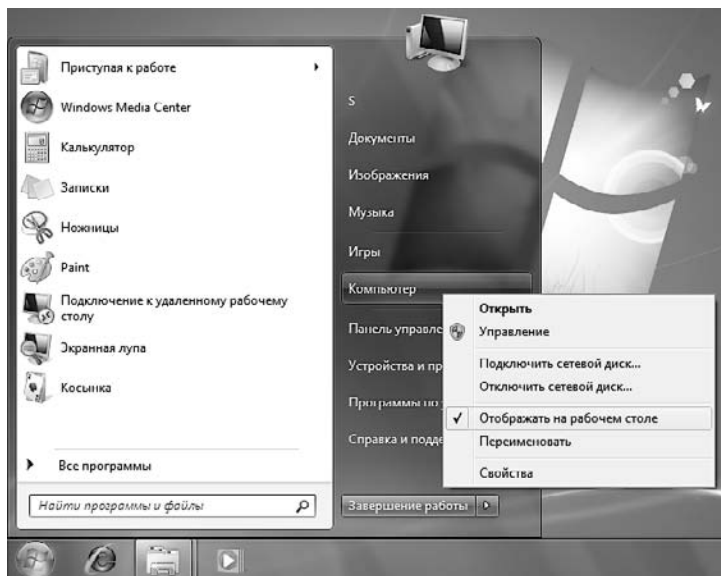 Приступая к работе
Windows Media Center
Калькулятор
Записки
Ножницы
Paint
Подключение к удаленному рабочему
столу
Экранная лупа
Косынка
Все программы
Найти программы и файлы
S
Документы
Изображения
Музыка
Игры
Компьютер
Панель управле
Устройства и пр
Программы по у
Справка и подде
Завершение работы
Открыть
Управление
Подключить сетевой диск...
Отключить сетевой диск...
Отображать на рабочем столе
Переименовать
Свойства